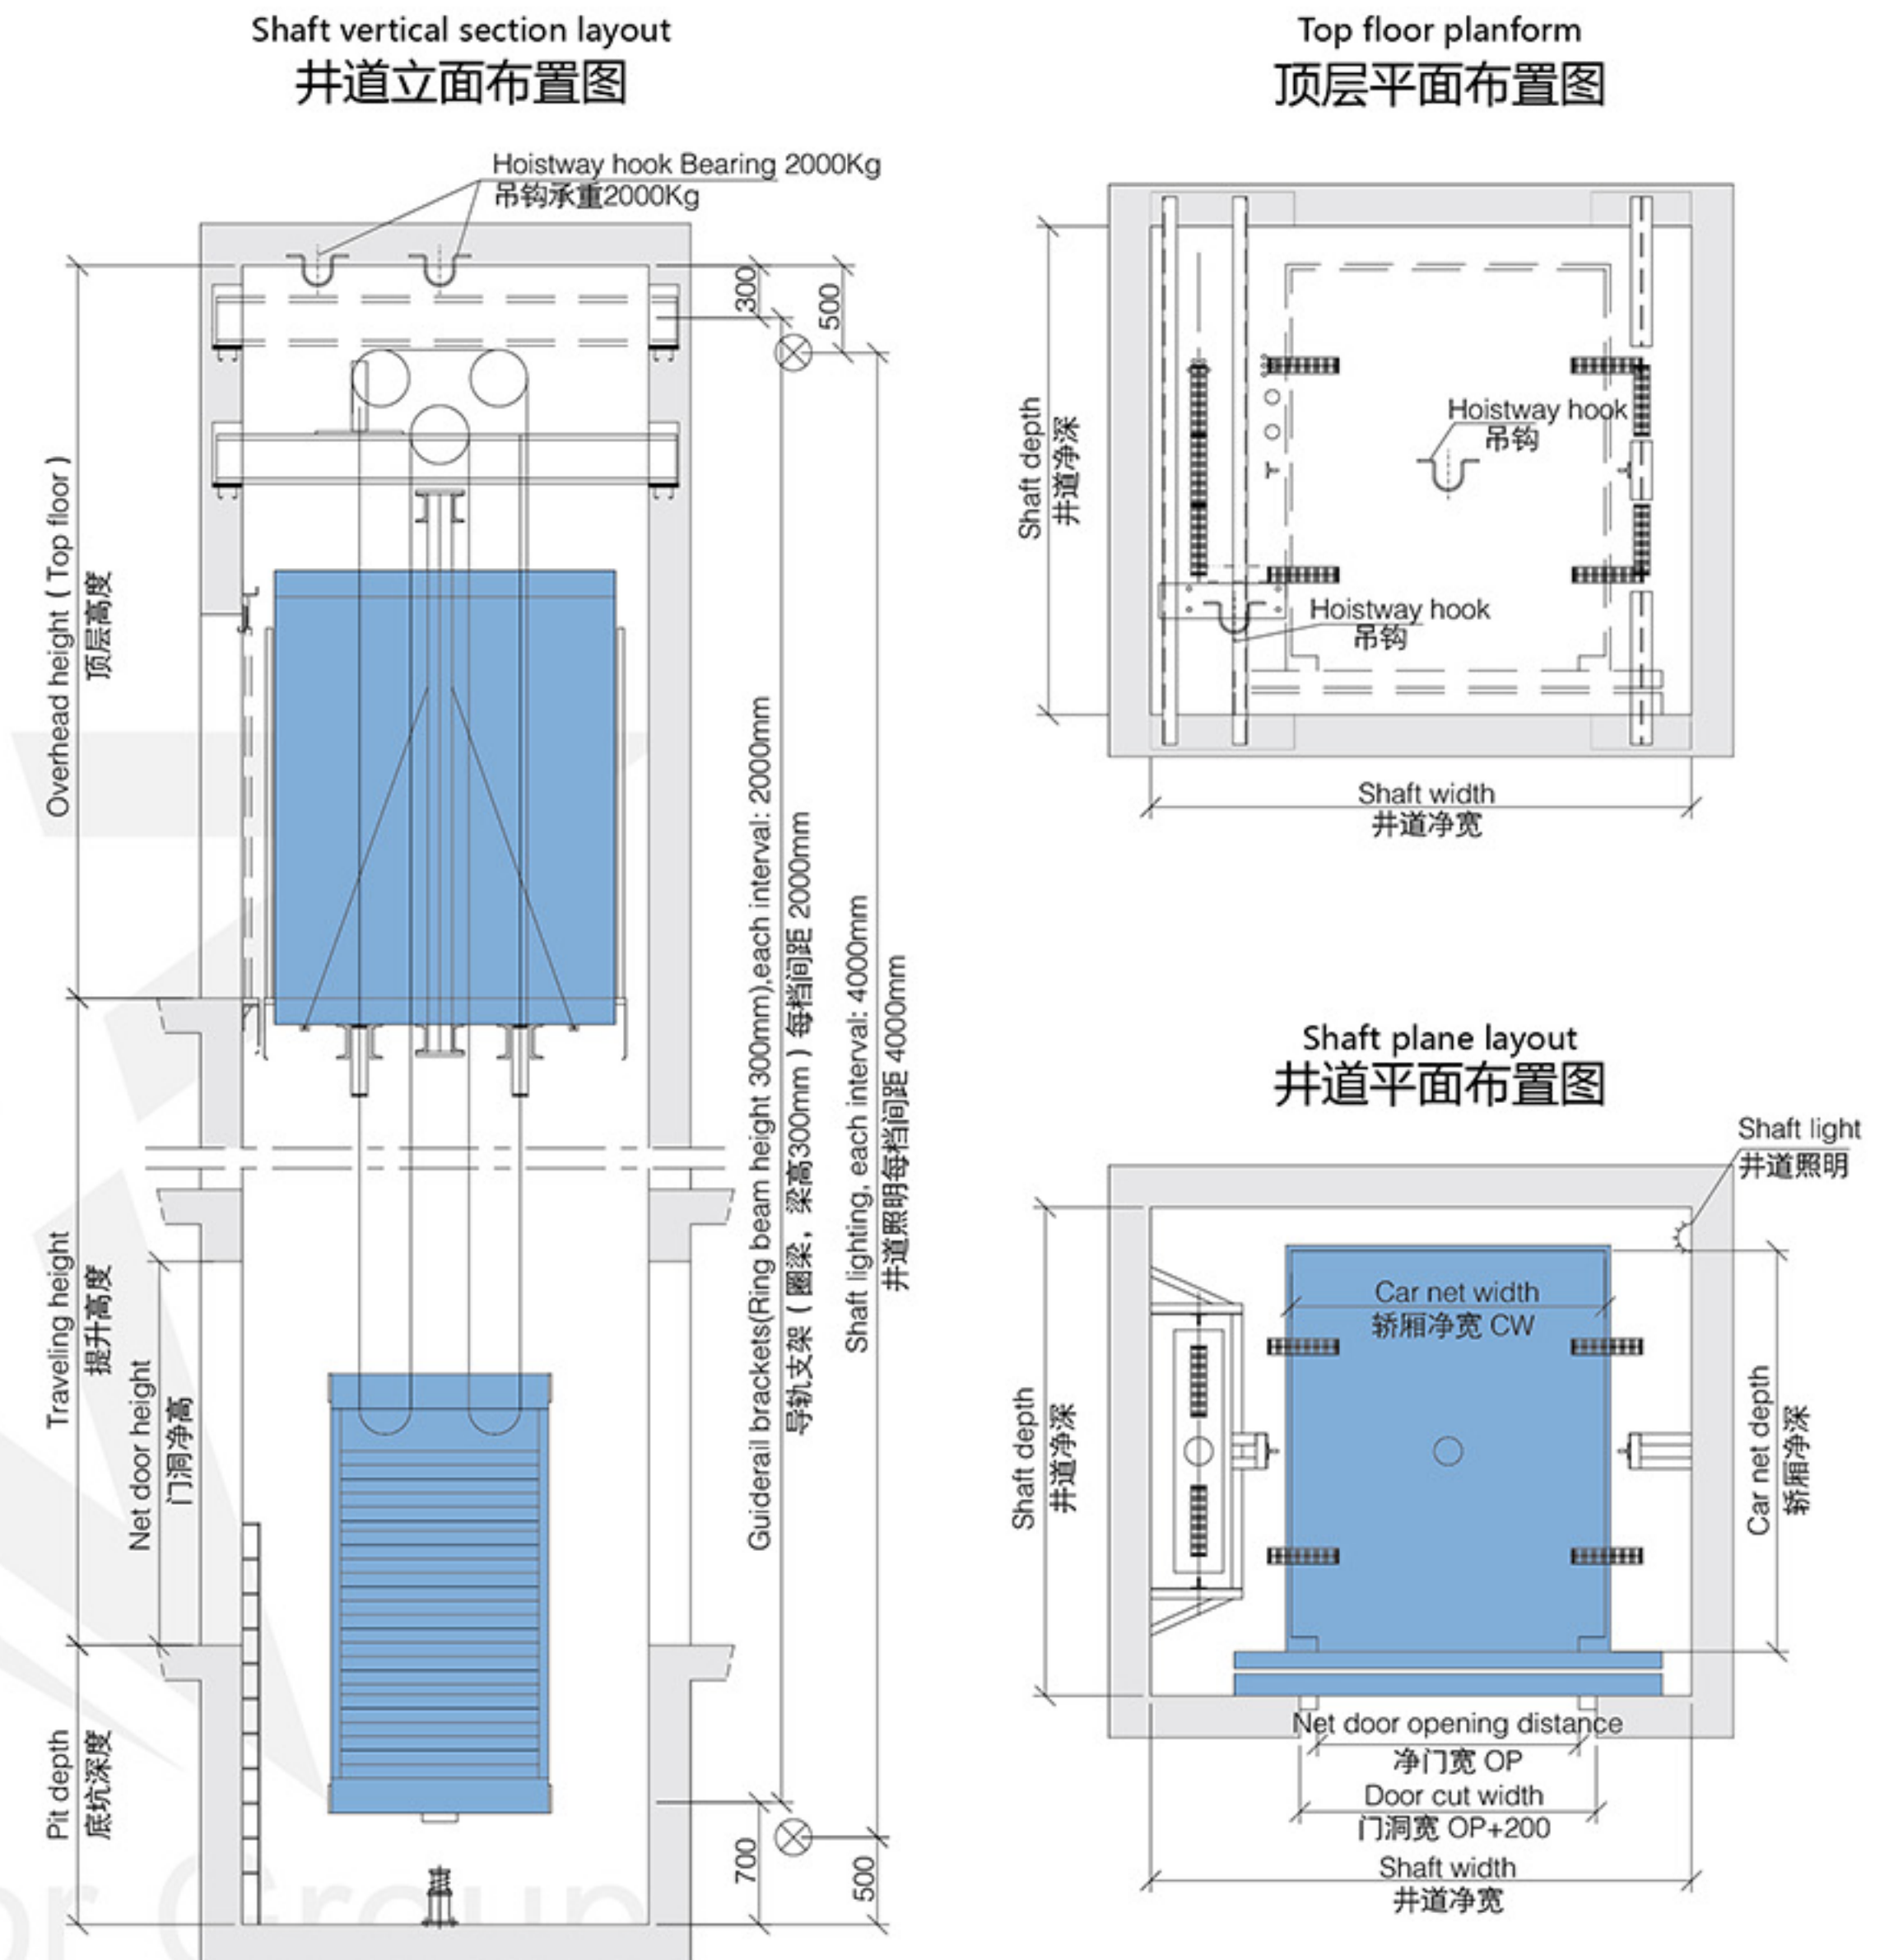 Shaft vertical section layout
井道立面布置图
Hoistway hook Bearing 2000Kg
吊钩承重2000Kg
300
500
Overhead height ( Top floor )
顶层高度
Traveling height
提升高度
Net door height
门洞净高
Pit depth
底坑深度
Guiderail brackets(Ring beam height 300mm),each interval: 2000mm
导轨支架 ( 圈梁, 梁高300mm ) 每档间距 2000mm
Shaft lighting, each interval: 4000mm
井道照明每档间距 4000mm
700
500
Top floor planform
顶层平面布置图
Shaft depth
井道净深
Hoistway hook
吊钩
Hoistway hook
吊钩
Shaft width
井道净宽
Shaft plane layout
井道平面布置图
Shaft light
井道照明
Car net width
轿厢净宽 CW
Shaft depth
井道净深
Car net depth
轿厢净深
Net door opening distance
净门宽 OP
Door cut width
门洞宽 OP+200
Shaft width
井道净宽
or Group